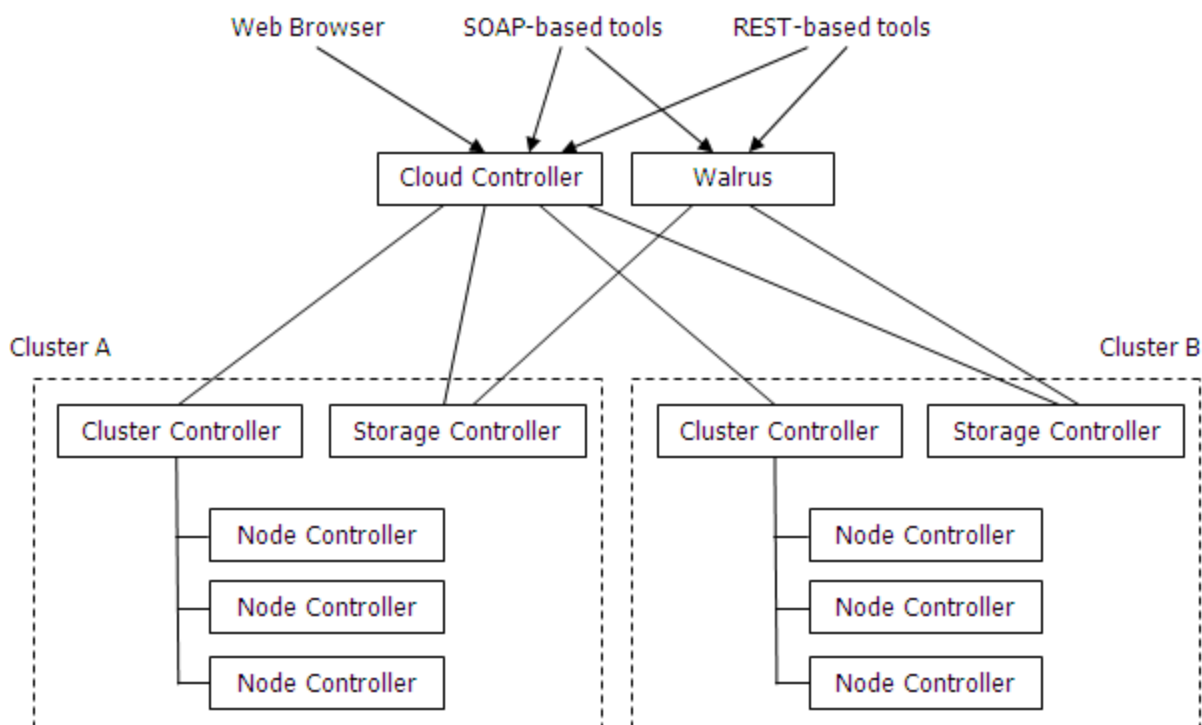 Web Browser
SOAP-based tools
REST-based tools
Cloud Controller
Walrus
Cluster A
Cluster B
Cluster Controller
Storage Controller
Cluster Controller
Storage Controller
Node Controller
Node Controller
Node Controller
Node Controller
Node Controller
Node Controller